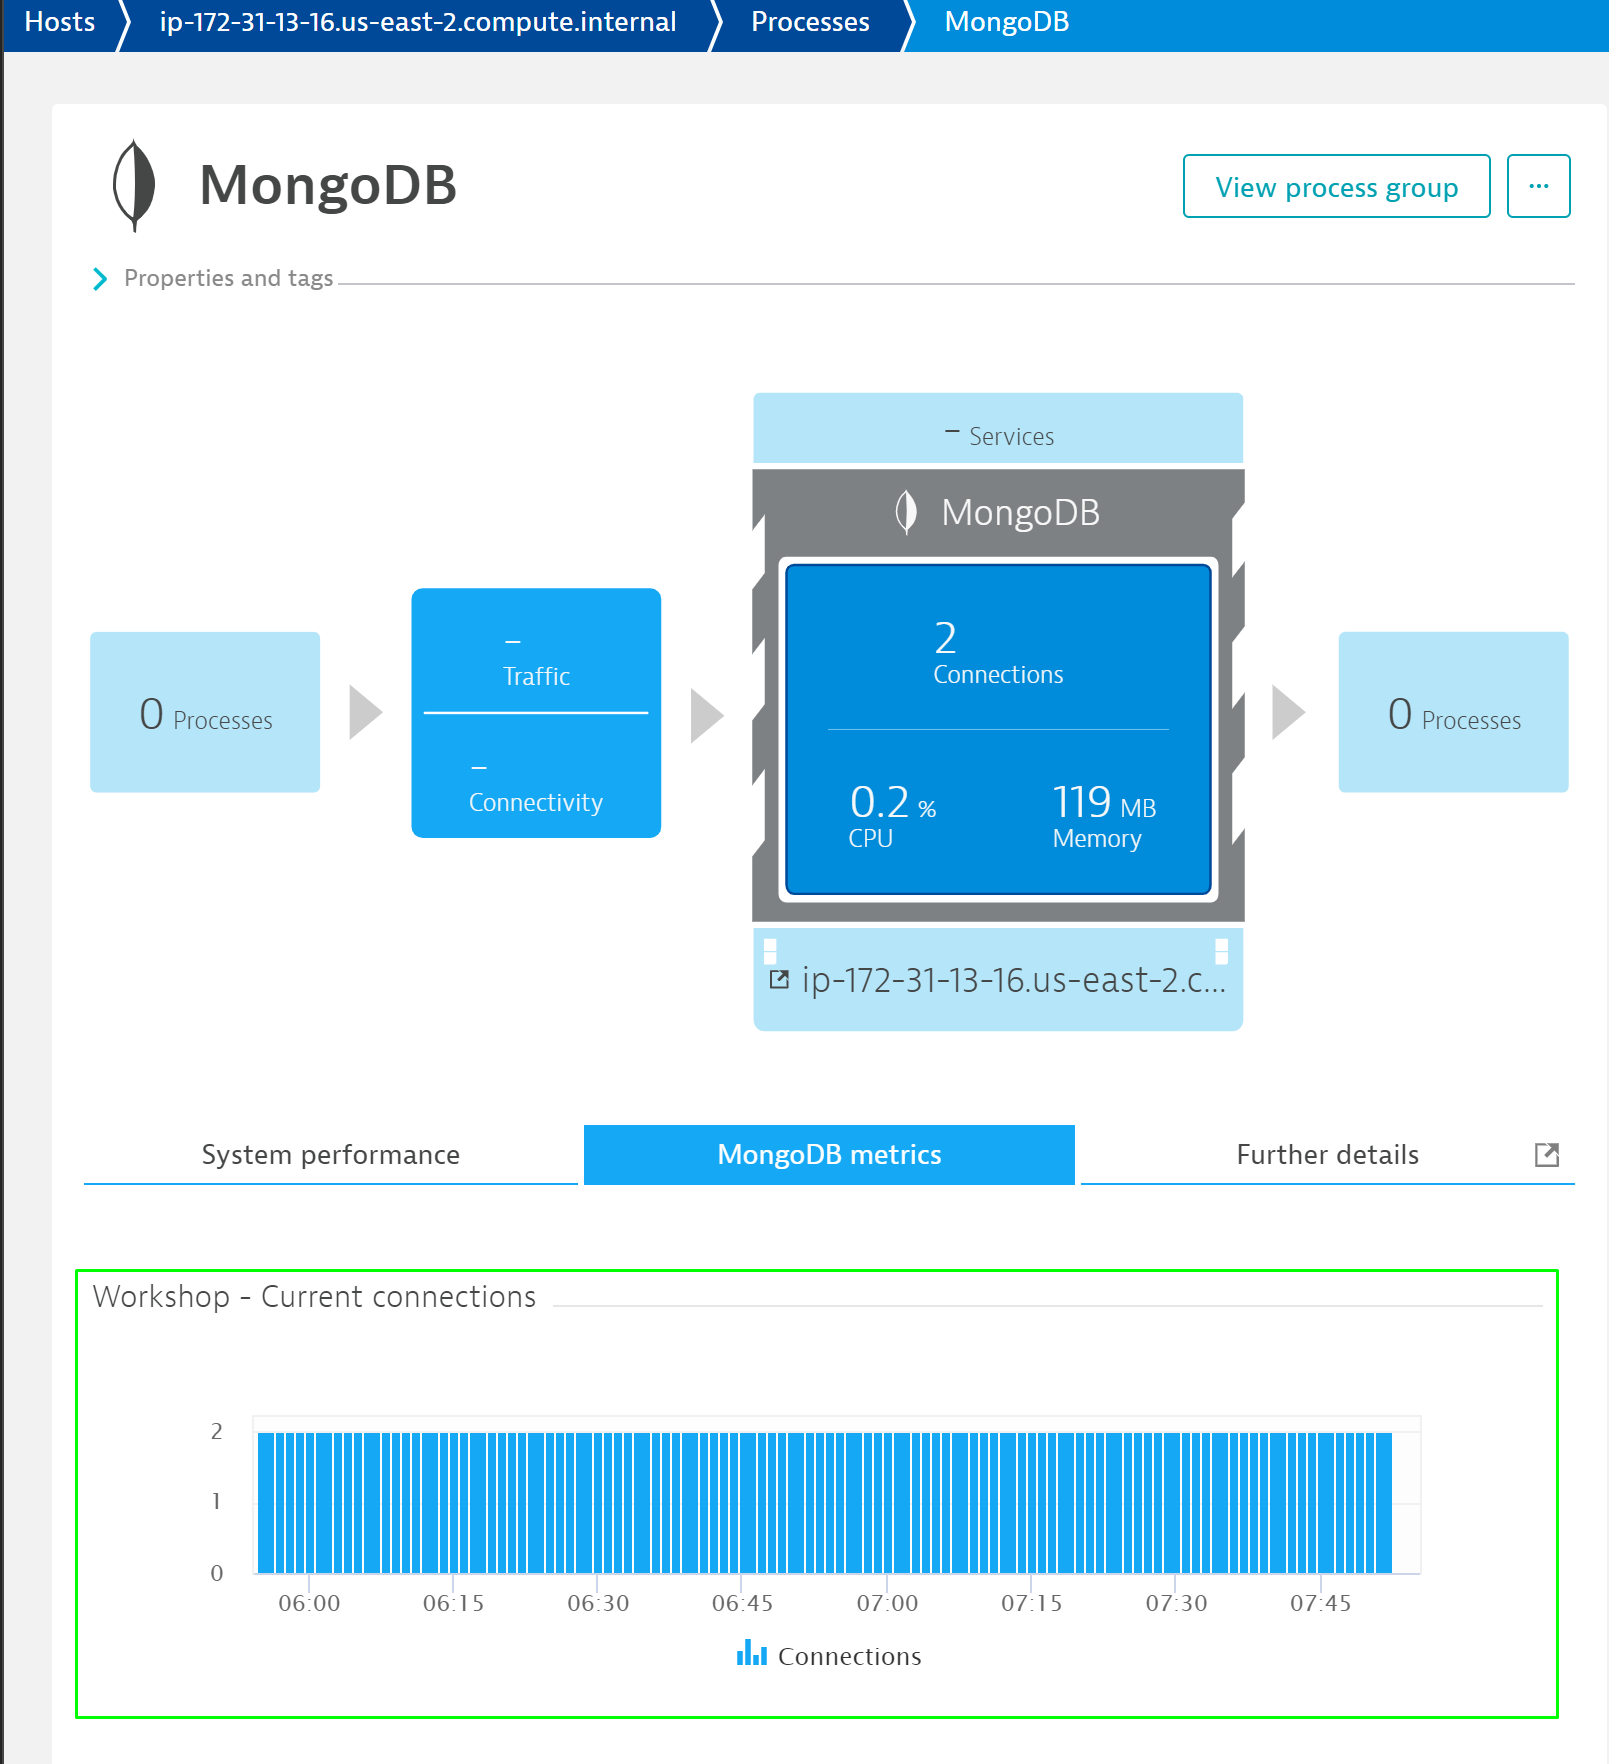 Hosts ip-172-31-13-16.us-east-2.compute.internal Processes MongoDB
MongoDB
View process group ...
Properties and tags
– Services
MongoDB
0 Processes
– Traffic
– Connectivity
2 Connections
0.2 % CPU
119 MB Memory
0 Processes
ip-172-31-13-16.us-east-2.c...
System performance MongoDB metrics Further details
Workshop - Current connections
2
1
0
06:00 06:15 06:30 06:45 07:00 07:15 07:30 07:45
Connections